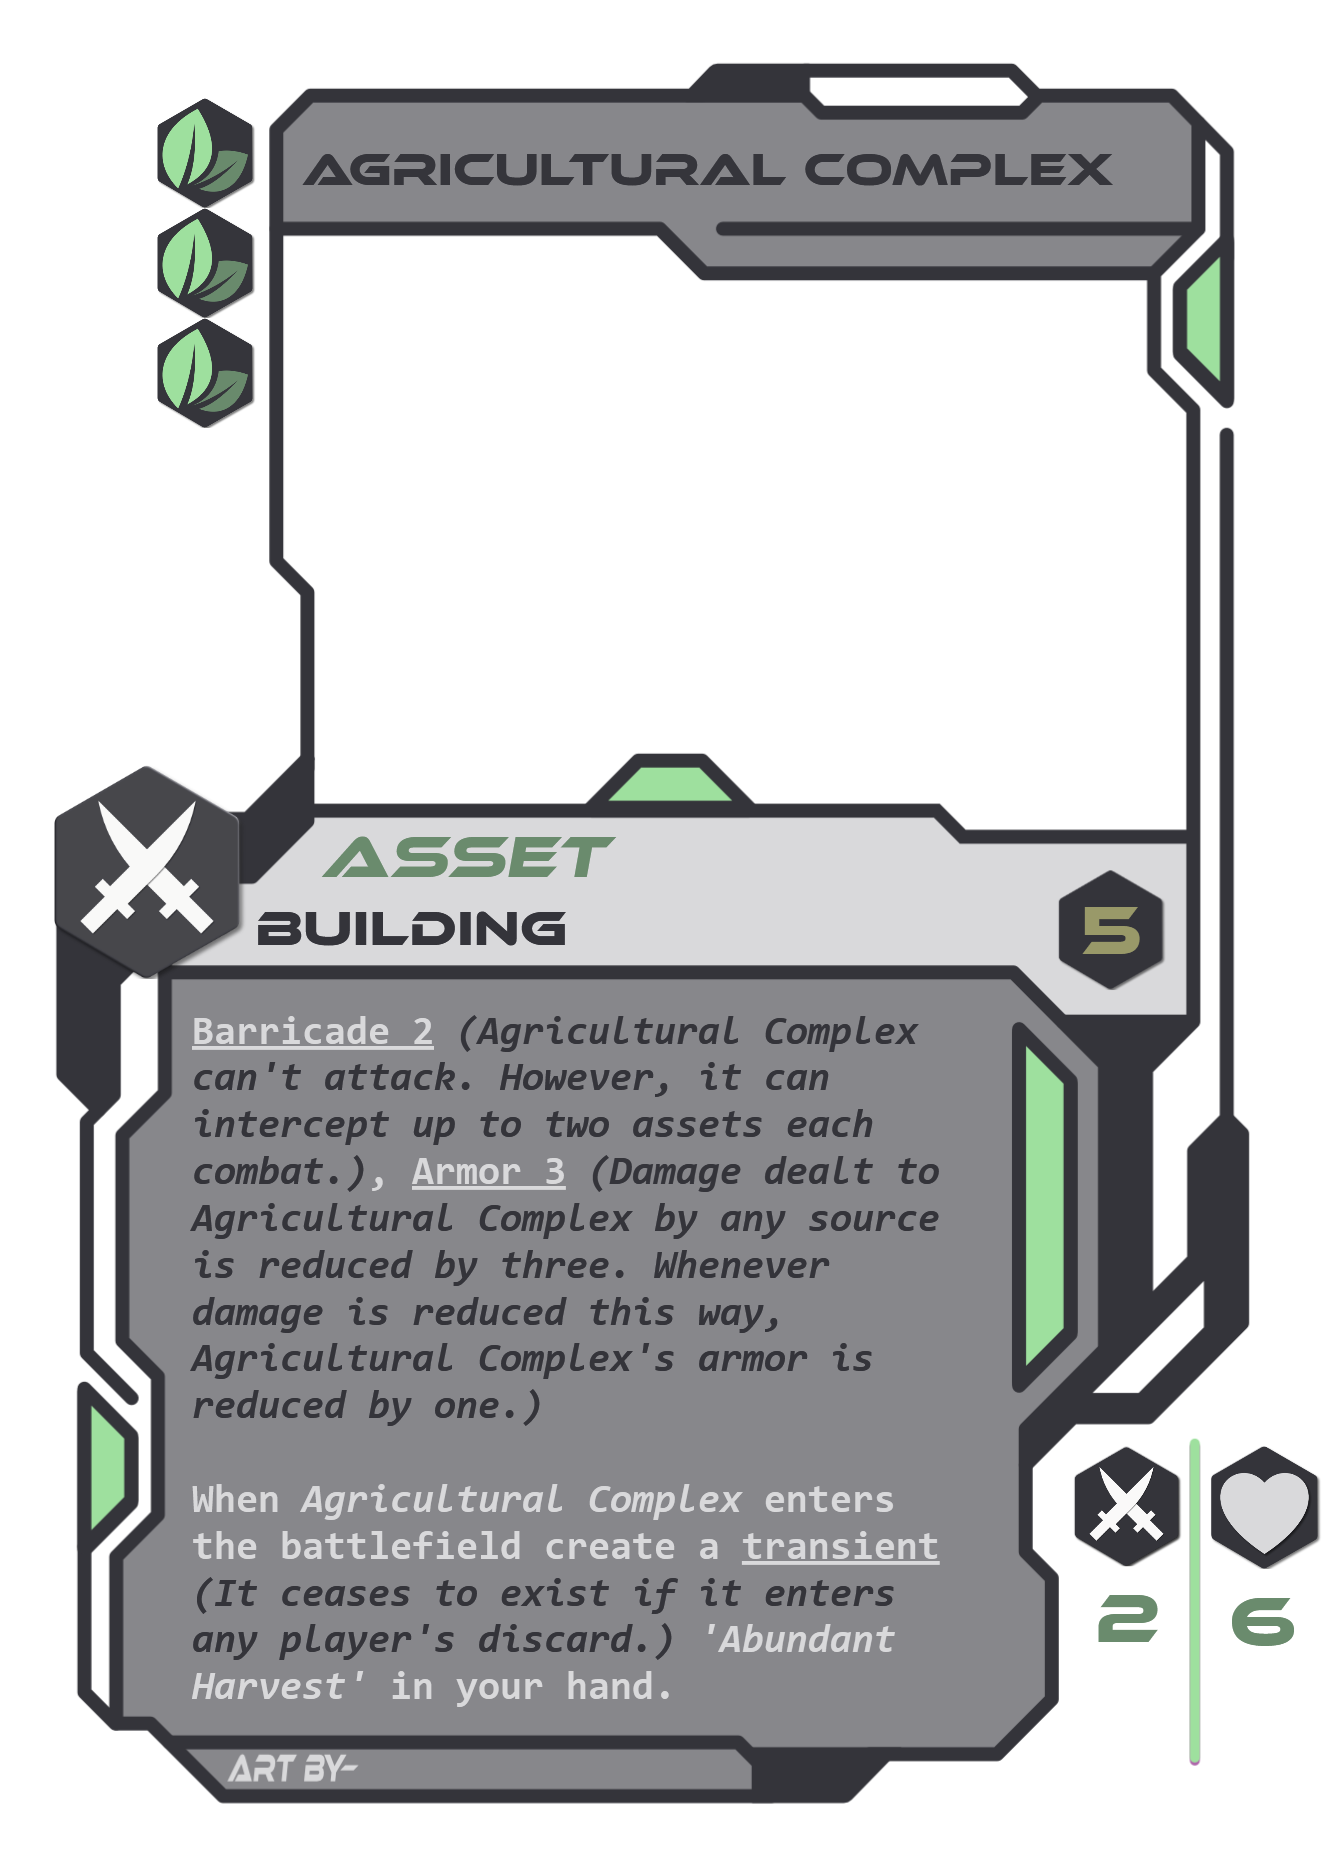 AGRICULTURAL COMPLEX
ASSET
BUILDING
5
Barricade 2 (Agricultural Complex
can't attack. However, it can
intercept up to two assets each
combat.), Armor 3 (Damage dealt to
Agricultural Complex by any source
is reduced by three. Whenever
damage is reduced this way,
Agricultural Complex's armor is
reduced by one.)
When Agricultural Complex enters
the battlefield create a transient
(It ceases to exist if it enters
any player's discard.) 'Abundant
Harvest' in your hand.
2
6
ART BY-